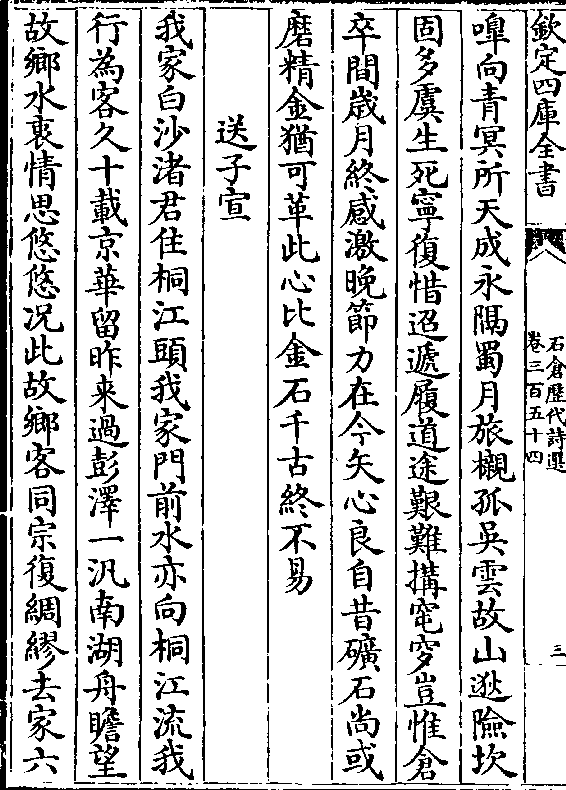 欽定四庫全書
石倉歷代詩選
卷三百五十四
三
嘷向青冥所天成永隔蜀月旅櫬孤吳雲故山逖險坎
固多虞生死寧復惜迢遞履道途艱難搆窀穸豈惟倉
卒間歳月終感激晚節力在今矢心良自昔礦石尚或
磨精金猶可革此心比金石千古終不易
送子宣
我家白沙渚君住桐江頭我家門前水亦向桐江流我
行為客久十載京華留昨来過彭澤一汎南湖舟瞻望
故鄉水衷情思悠悠况此故鄉客同宗復綢繆去家六